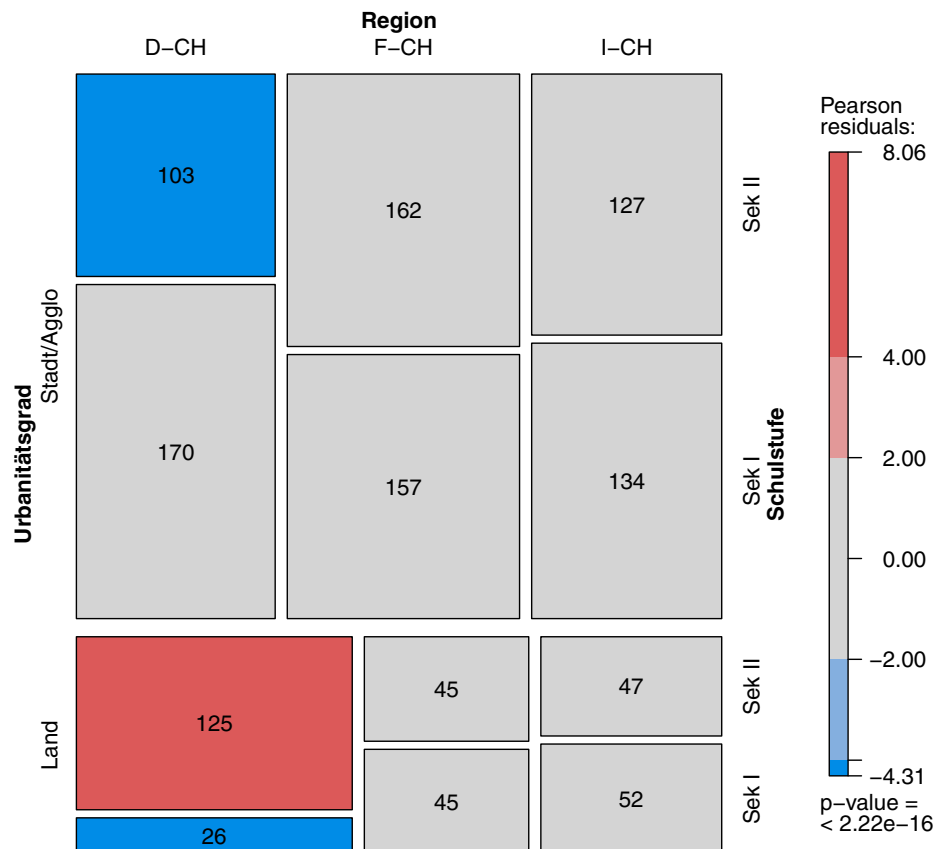 Region
D−CH F−CH I−CH
Urbanitätsgrad
Stadt/Agglo
Land
103 162 127
170 157 134
125 45 47
26 45 52
Sek II
Sek I
Sek II
Sek I
Schulstufe
Pearson
residuals:
8.06
4.00
2.00
0.00
−2.00
−4.31
p−value =
< 2.22e−16